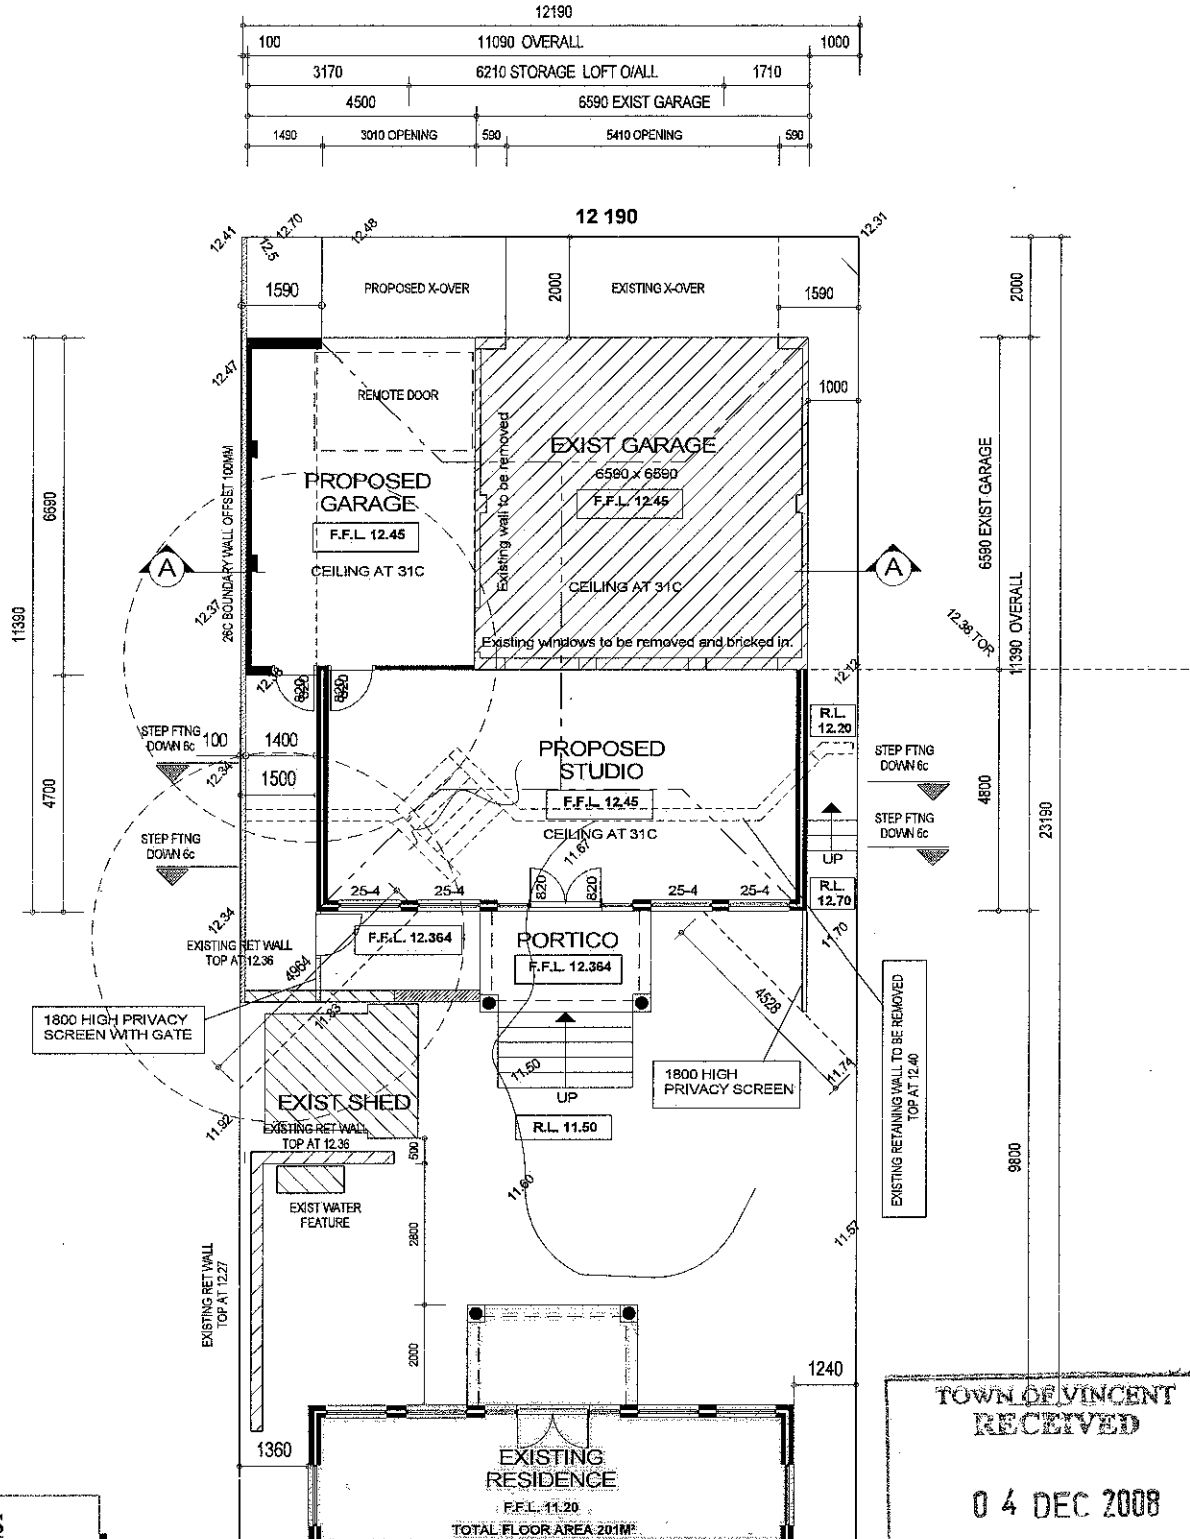 12190
100
11090 OVERALL
1000
3170
6210 STORAGE LOFT O/ALL
1710
4500
6590 EXIST GARAGE
1490
3010 OPENING
590
5410 OPENING
590
12 190
12.41
12.5
12.70
12.48
12.31
1590
PROPOSED X-OVER
2000
EXISTING X-OVER
1590
2000
12.47
REMOTE DOOR
1000
EXIST GARAGE
6590 x 6590
F.F.L. 12.45
CEILING AT 31C
Existing wall to be removed
Existing windows to be removed and bricked in.
PROPOSED
GARAGE
F.F.L. 12.45
CEILING AT 31C
26C BOUNDARY WALL OFFSET 100MM
6690
11390
4700
A
A
12.37
6590 EXIST GARAGE
11390 OVERALL
12.38 TOR
12.12
820
820
R.L.
12.20
STEP FTNG
DOWN 6c
100
1400
1500
12.34
PROPOSED
STUDIO
F.F.L. 12.45
CEILING AT 31C
11.67
STEP FTNG
DOWN 6c
4800
23190
STEP FTNG
DOWN 6c
STEP FTNG
DOWN 6c
UP
R.L.
12.70
25-4
25-4
820
820
25-4
25-4
12.34
EXISTING RET WALL
TOP AT 12.36
F.F.L. 12.364
PORTICO
F.F.L. 12.364
11.70
4964
4528
1800 HIGH PRIVACY
SCREEN WITH GATE
11.83
11.50
UP
R.L. 11.50
1800 HIGH
PRIVACY SCREEN
11.74
EXISTING RETAINING WALL TO BE REMOVED
TOP AT 12.40
EXIST SHED
11.92
EXISTING RET WALL
TOP AT 12.36
500
9800
EXIST WATER
FEATURE
11.60
2800
11.57
EXISTING RET WALL
TOP AT 12.27
2000
1240
1360
EXISTING
RESIDENCE
F.F.L. 11.20
TOTAL FLOOR AREA 201M²
TOWN OF VINCENT
RECEIVED
0 4 DEC 2008